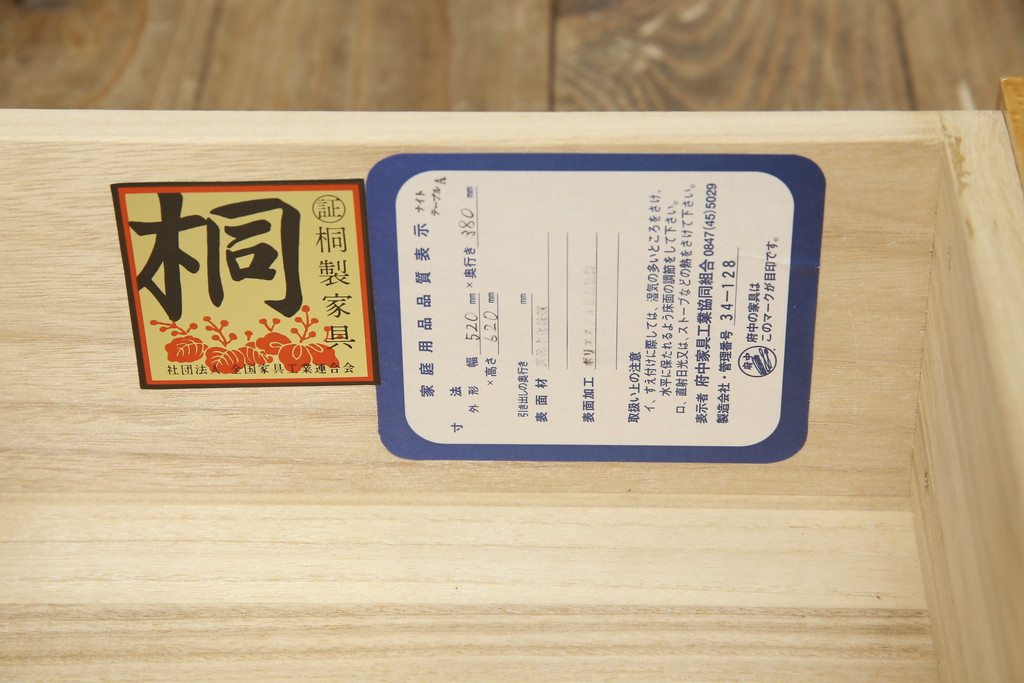 桐
証
桐製家具
社団法人 全国家具工業連合会
家庭用品品質表示 ナイトテーブルA
寸法
外形 幅 520 mm × 奥行き 380 mm
× 高さ 620 mm
引き出しの奥行き mm
表面材
表面加工 ポリエス
取扱い上の注意
イ、すえ付けに際しては、湿気の多いところをさけ、
水平に保たれるよう床面の調節をして下さい。
ロ、直射日光又は、ストーブなどの熱をさけて下さい。
表示者 府中家具工業協同組合 0847(45)5029
製造会社・管理番号 34-128
府中
府中の家具は
このマークが目印です。